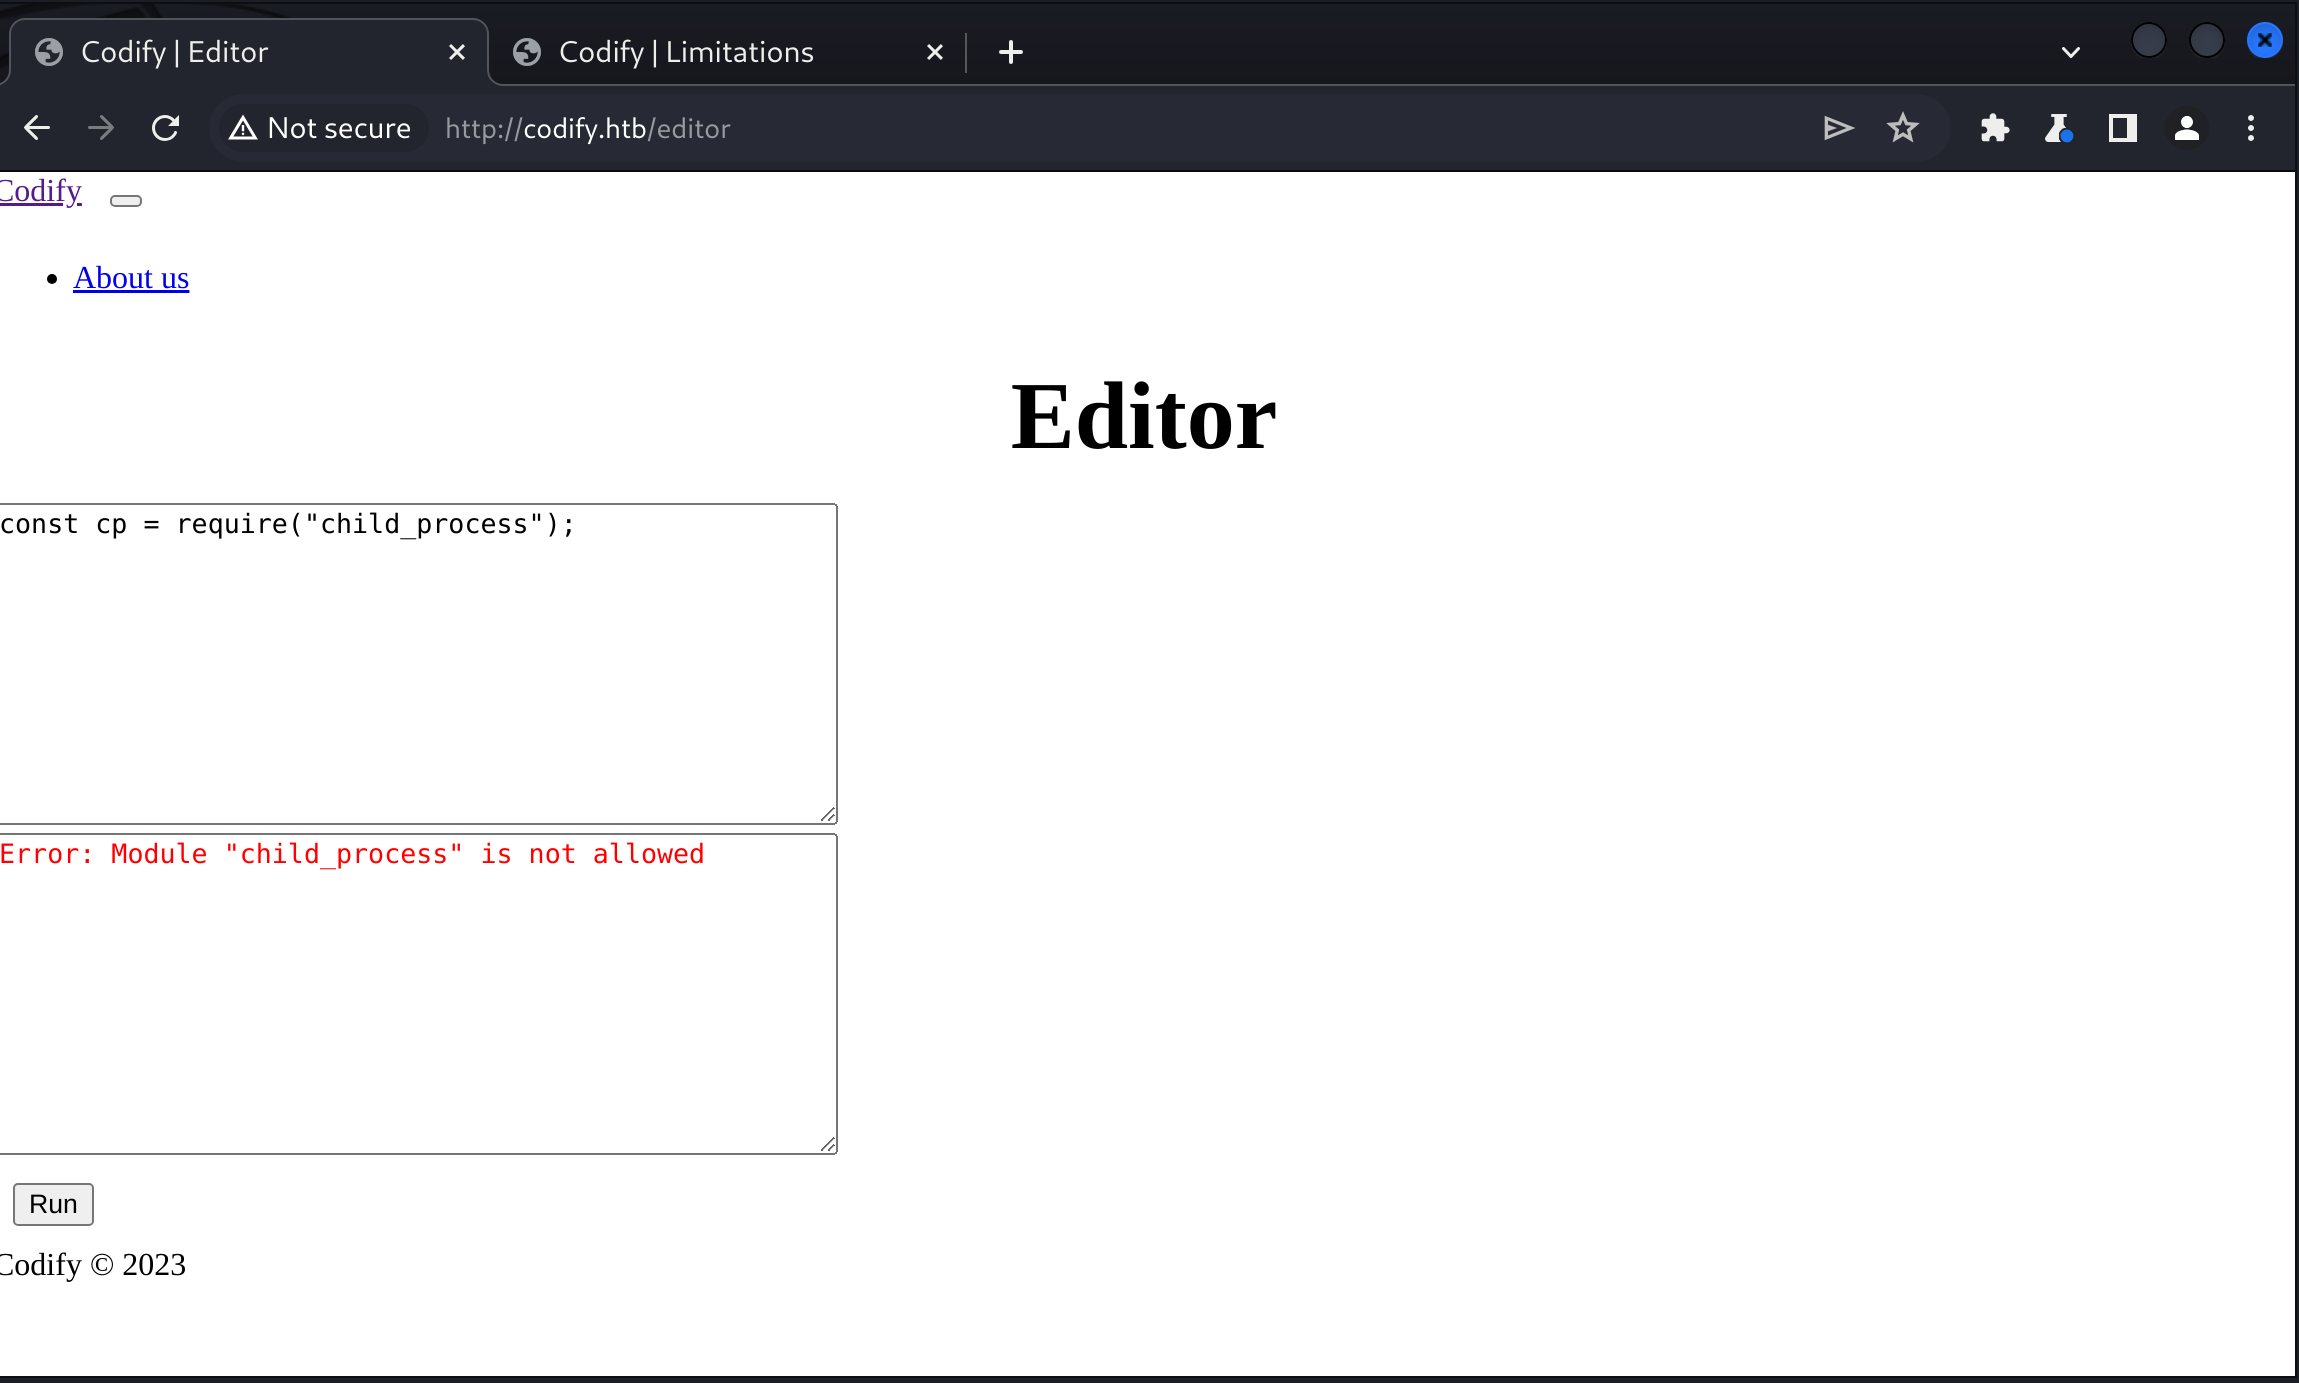 Codify | Editor
Codify | Limitations
Not secure
http://codify.htb/editor
Codify
About us
Editor
const cp = require("child_process");
Error: Module "child_process" is not allowed
Run
Codify © 2023